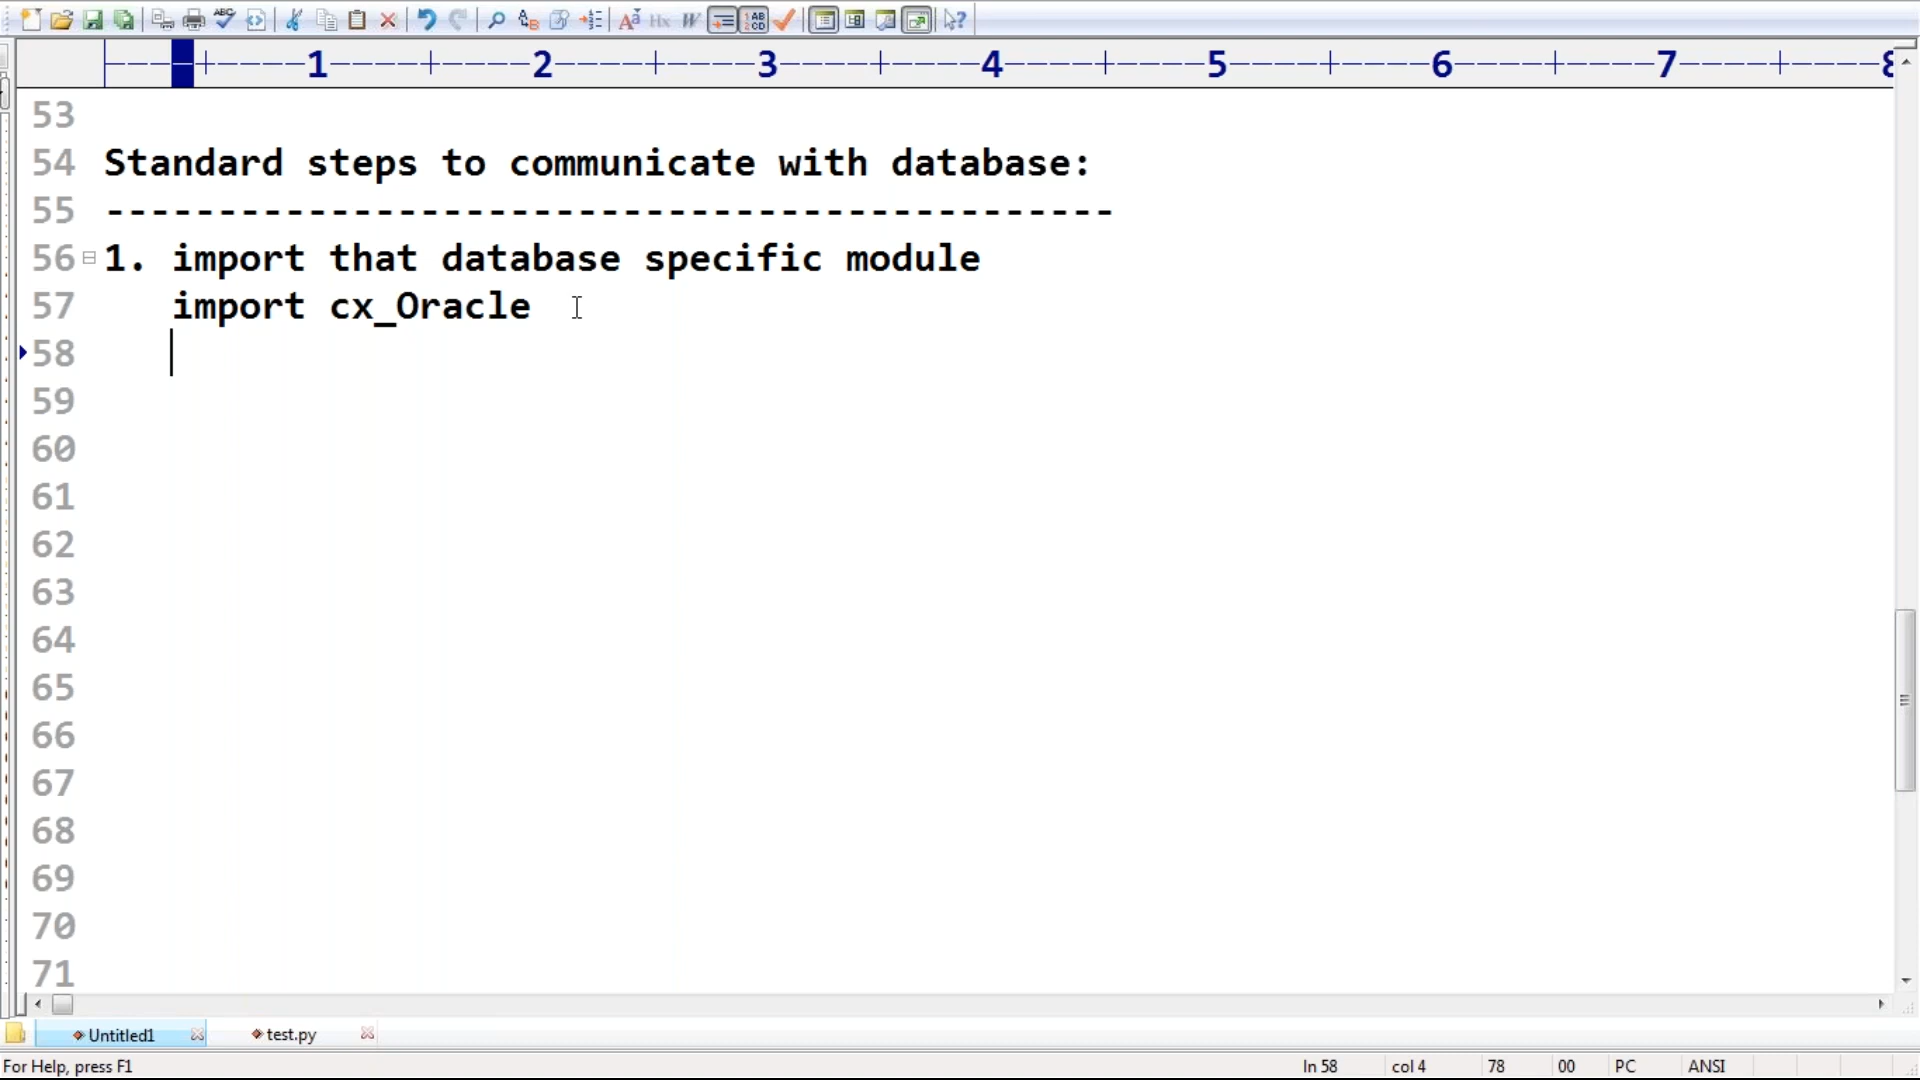 1 2 3 4 5 6 7 8
53
54 Standard steps to communicate with database:
55 ---------------------------------------------
56 1. import that database specific module
57 import cx_Oracle
58
59
60
61
62
63
64
65
66
67
68
69
70
71
Untitled1 test.py
For Help, press F1 ln 58 col 4 78 00 PC ANSI